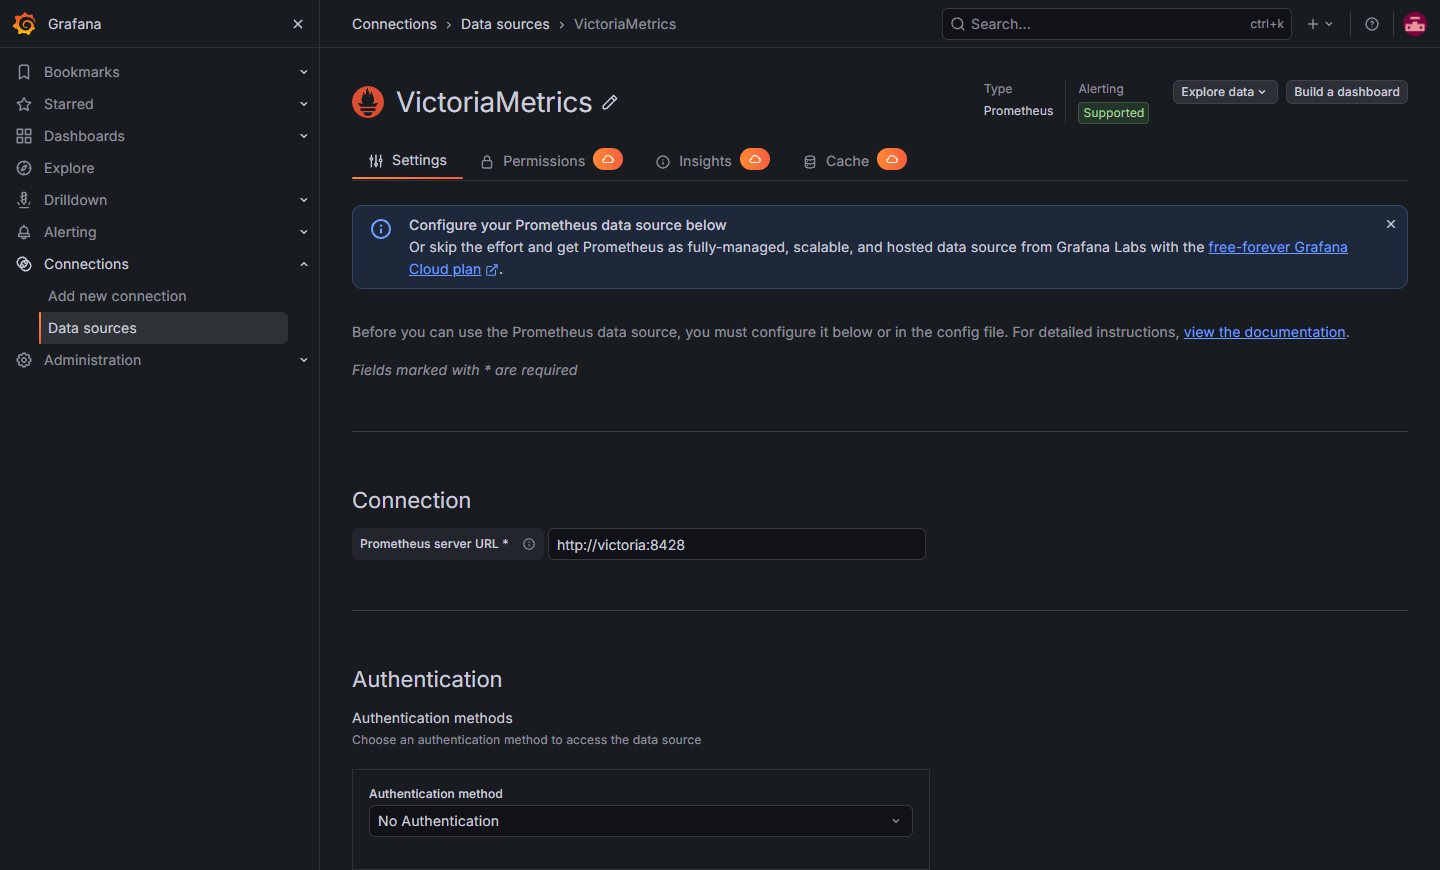 Grafana
Connections › Data sources › VictoriaMetrics
Search...
ctrl+k
Bookmarks
Starred
Dashboards
Explore
Drilldown
Alerting
Connections
Add new connection
Data sources
Administration
VictoriaMetrics
Type
Prometheus
Alerting
Supported
Explore data
Build a dashboard
Settings
Permissions
Insights
Cache
Configure your Prometheus data source below
Or skip the effort and get Prometheus as fully-managed, scalable, and hosted data source from Grafana Labs with the free-forever Grafana
Cloud plan.
Before you can use the Prometheus data source, you must configure it below or in the config file. For detailed instructions, view the documentation.
Fields marked with * are required
Connection
Prometheus server URL *
http://victoria:8428
Authentication
Authentication methods
Choose an authentication method to access the data source
Authentication method
No Authentication